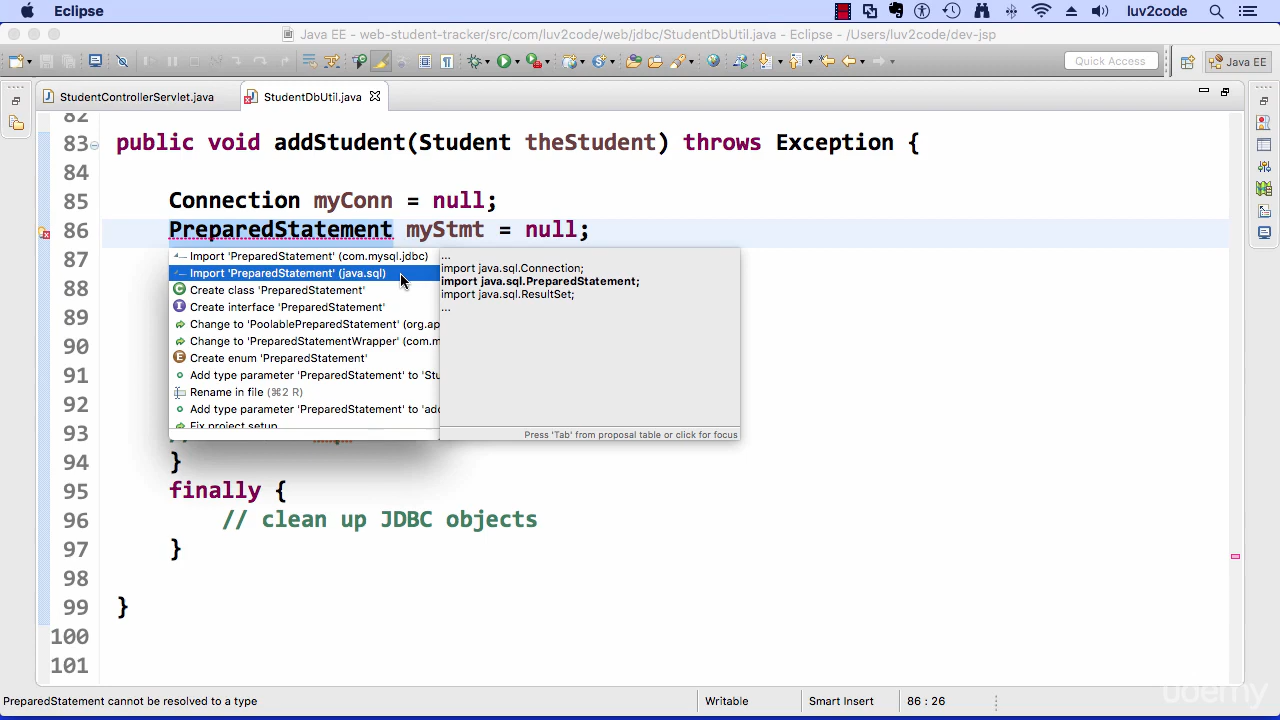 Eclipse
luv2code
Java EE - web-student-tracker/src/com/luv2code/web/jdbc/StudentDbUtil.java - Eclipse - /Users/luv2code/dev-jsp
Quick Access
Java EE
StudentControllerServlet.java
StudentDbUtil.java
82
83 public void addStudent(Student theStudent) throws Exception {
84
85 Connection myConn = null;
86 PreparedStatement myStmt = null;
87
88
89
90
91
92
93
94 }
95 finally {
96 // clean up JDBC objects
97 }
98
99 }
100
101
Import 'PreparedStatement' (com.mysql.jdbc)
Import 'PreparedStatement' (java.sql)
Create class 'PreparedStatement'
Create interface 'PreparedStatement'
Change to 'PoolablePreparedStatement' (org.ap
Change to 'PreparedStatementWrapper' (com.m
Create enum 'PreparedStatement'
Add type parameter 'PreparedStatement' to 'Stu
Rename in file (⌘2 R)
Add type parameter 'PreparedStatement' to 'add
Fix project setup...
...
import java.sql.Connection;
import java.sql.PreparedStatement;
import java.sql.ResultSet;
...
Press 'Tab' from proposal table or click for focus
PreparedStatement cannot be resolved to a type
Writable
Smart Insert
86 : 26
udemy